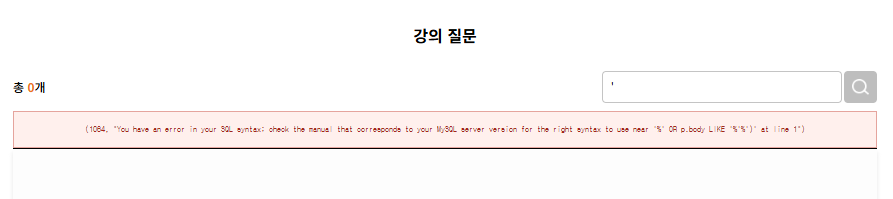 강의 질문
총 0개
'
(1064, "You have an error in your SQL syntax; check the manual that corresponds to your MySQL server version for the right syntax to use near '%' OR p.body LIKE '%'%')' at line 1")